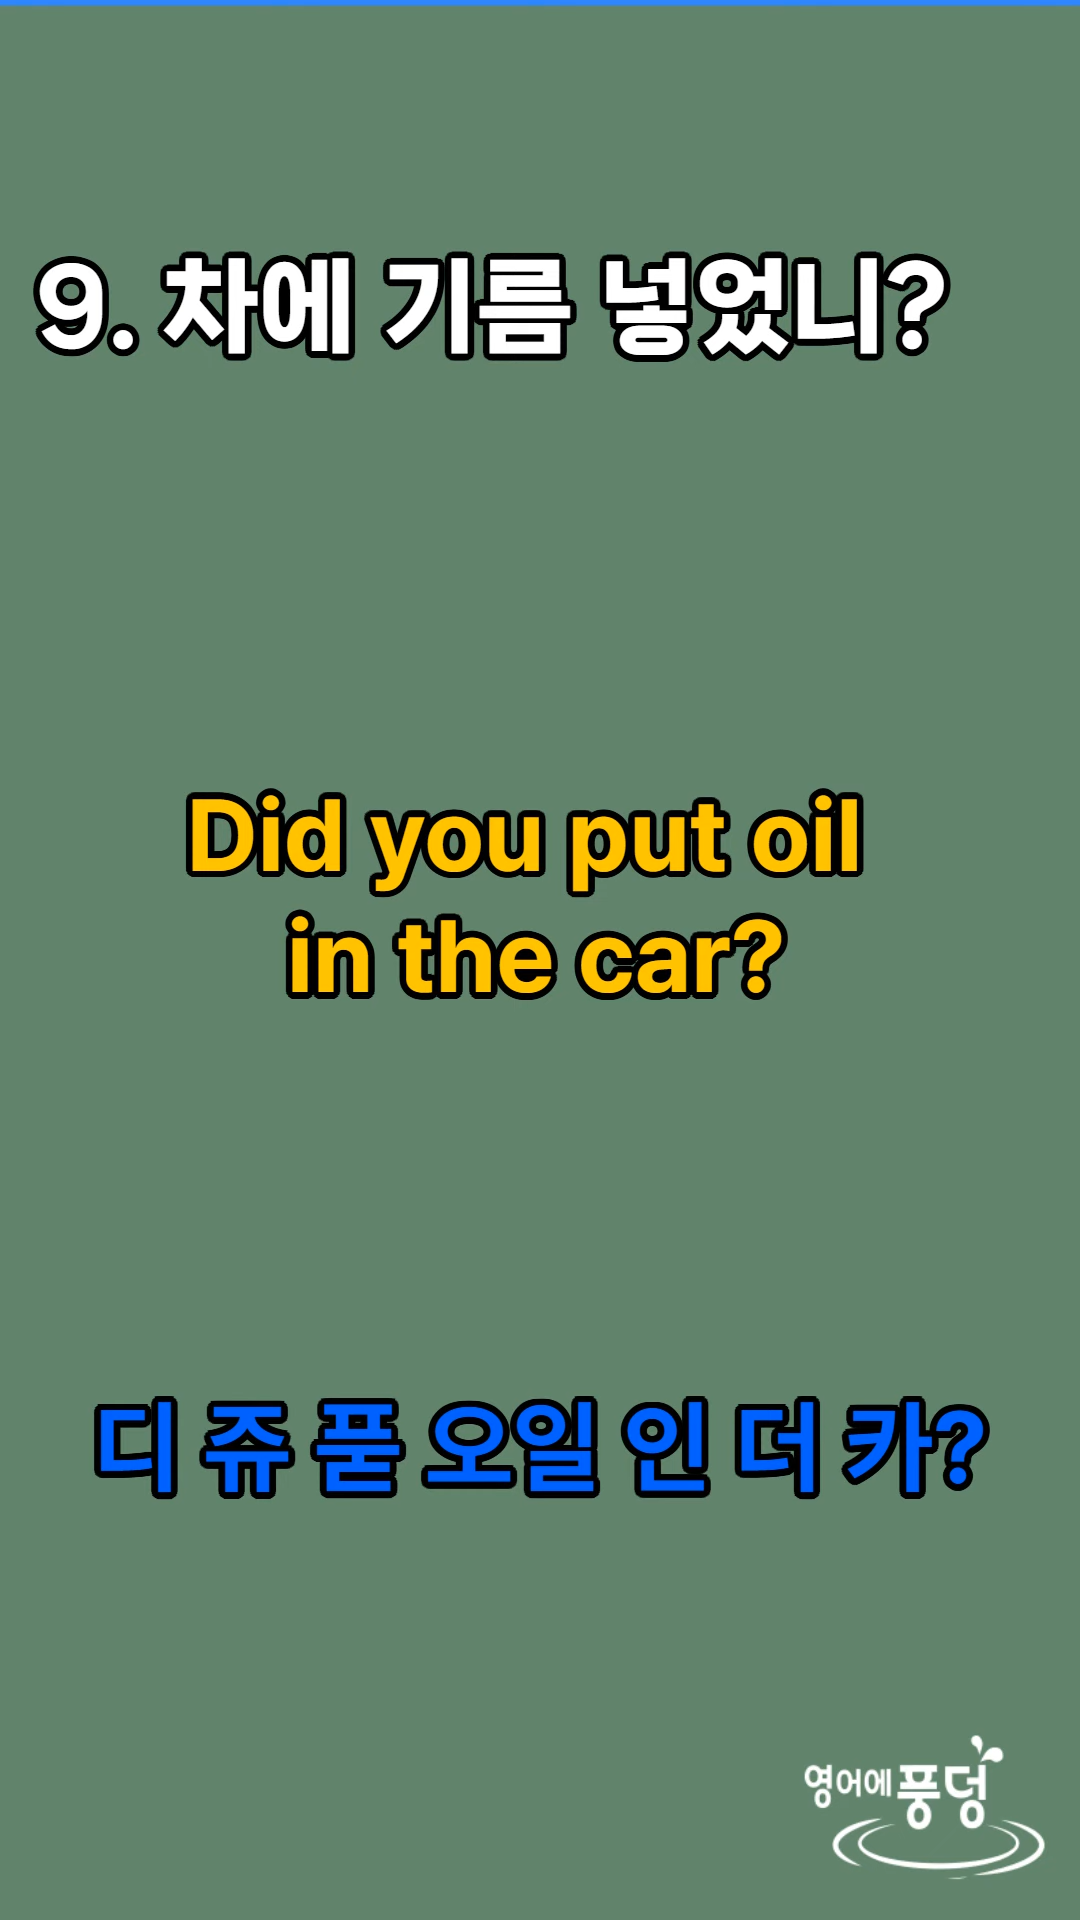 9. 차에 기름 넣었니?
Did you put oil
in the car?
디 쥬 푿 오일 인 더 카?
영어에풍덩